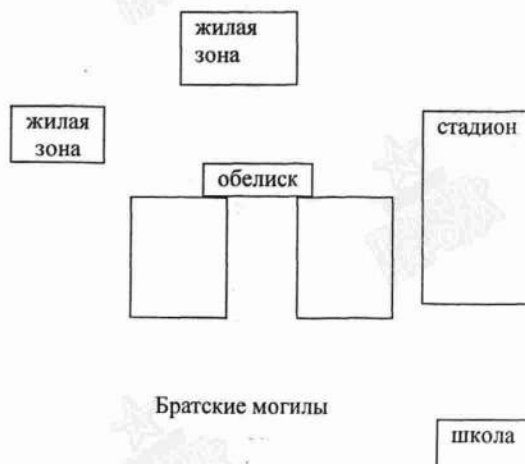 жилая
зона
жилая
зона
стадион
обелиск
Братские могилы
школа